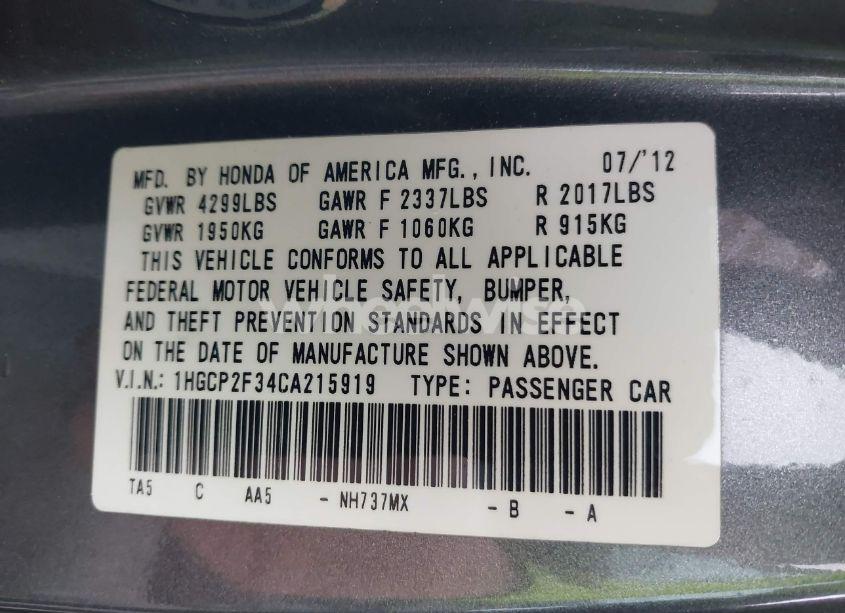 MFD. BY HONDA OF AMERICA MFG., INC. 07/'12
GVWR 4299LBS GAWR F 2337LBS R 2017LBS
GVWR 1950KG GAWR F 1060KG R 915KG
THIS VEHICLE CONFORMS TO ALL APPLICABLE
FEDERAL MOTOR VEHICLE SAFETY, BUMPER,
AND THEFT PREVENTION STANDARDS IN EFFECT
ON THE DATE OF MANUFACTURE SHOWN ABOVE.
V.I.N.: 1HGCP2F34CA215919 TYPE: PASSENGER CAR
TA5 C AA5 - NH737MX - B - A